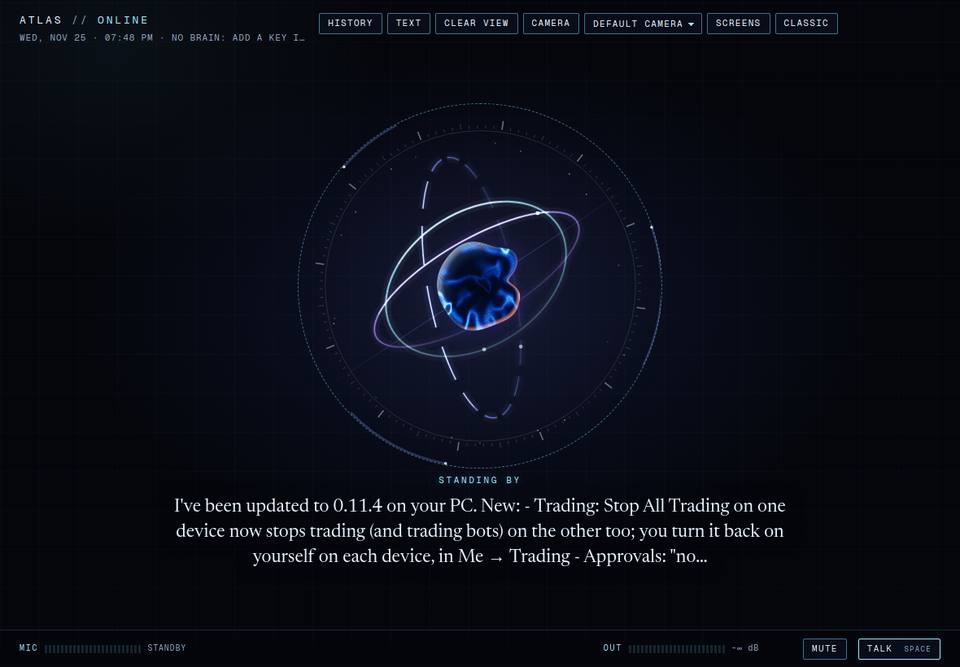 ATLAS // ONLINE
WED, NOV 25 · 07:48 PM · NO BRAIN: ADD A KEY I…
HISTORY
TEXT
CLEAR VIEW
CAMERA
DEFAULT CAMERA
SCREENS
CLASSIC
STANDING BY
I've been updated to 0.11.4 on your PC. New: - Trading: Stop All Trading on one
device now stops trading (and trading bots) on the other too; you turn it back on
yourself on each device, in Me → Trading - Approvals: "no...
MIC
STANDBY
OUT
-∞ dB
MUTE
TALK SPACE